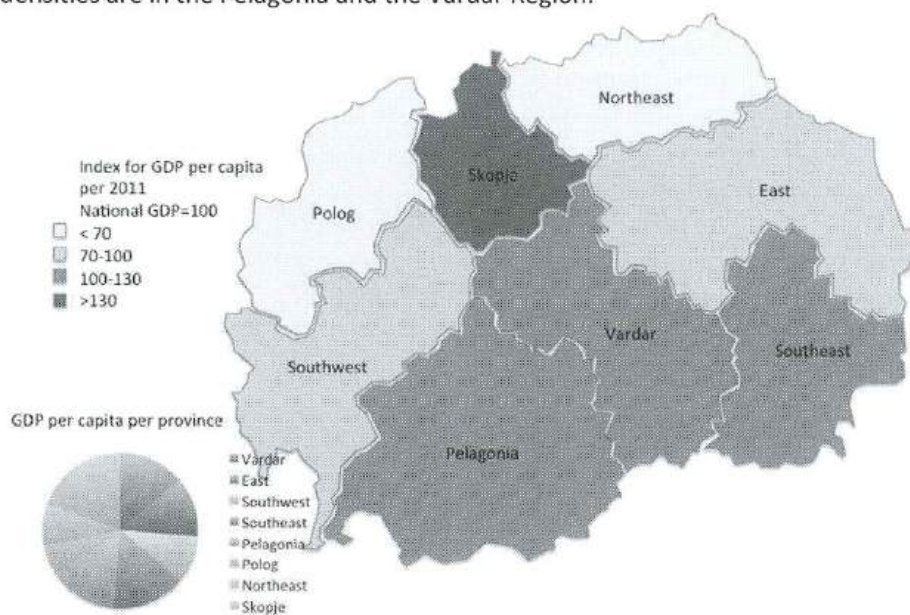 densities are in the Pelagonia and the Vardar Region.
Northeast
Skopje
East
Polog
Index for GDP per capita
per 2011
National GDP=100
< 70
70-100
100-130
>130
Vardar
Southeast
Southwest
Pelagonia
GDP per capita per province
Vardar
East
Southwest
Southeast
Pelagonia
Polog
Northeast
Skopje